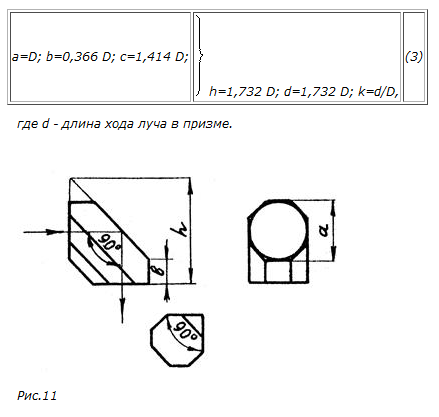 a=D; b=0,366 D; c=1,414 D;
h=1,732 D; d=1,732 D; k=d/D,
(3)
где d - длина хода луча в призме.
90°
h
в
a
90°
Рис.11